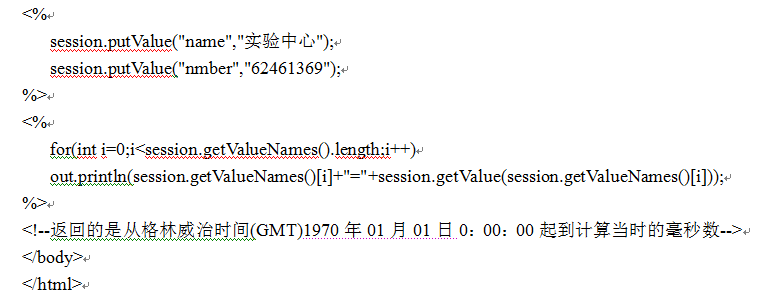 <%
session.putValue("name","实验中心");
session.putValue("nmber","62461369");
%>
<%
for(int i=0;i<session.getValueNames().length;i++)
out.println(session.getValueNames()[i]+"="+session.getValue(session.getValueNames()[i]));
%>
<!--返回的是从格林威治时间(GMT)1970 年 01 月 01 日 0：00：00 起到计算当时的毫秒数-->
</body>
</html>